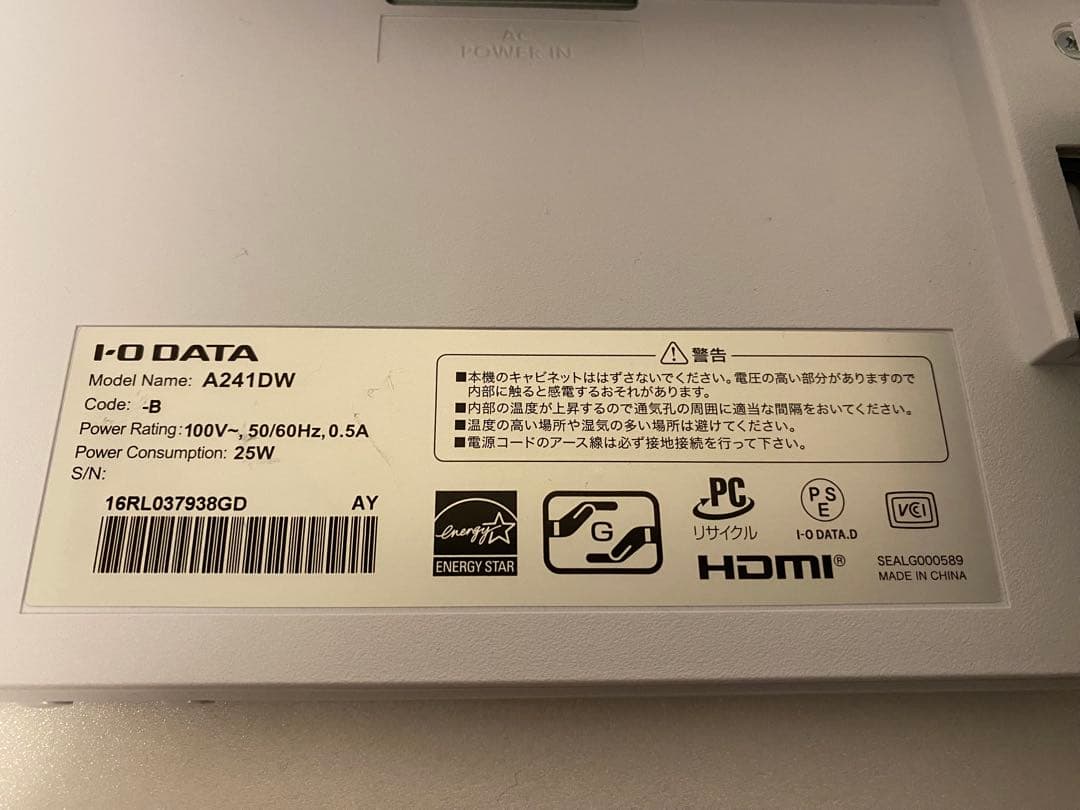 AC
POWER IN
I-O DATA
Model Name: A241DW
Code: -B
Power Rating: 100V~, 50/60Hz, 0.5A
Power Consumption: 25W
S/N:
16RL037938GD AY
警告
■本機のキャビネットははずさないでください。電圧の高い部分がありますので
内部に触ると感電するおそれがあります。
■内部の温度が上昇するので通気孔の周囲に適当な間隔をおいてください。
■温度の高い場所や湿気の多い場所は避けてください。
■電源コードのアース線は必ず接地接続を行って下さい。
energy
ENERGY STAR
G
PC
リサイクル
PS
E
I-O DATA.D
VCI
HDMI®
SEALG000589
MADE IN CHINA